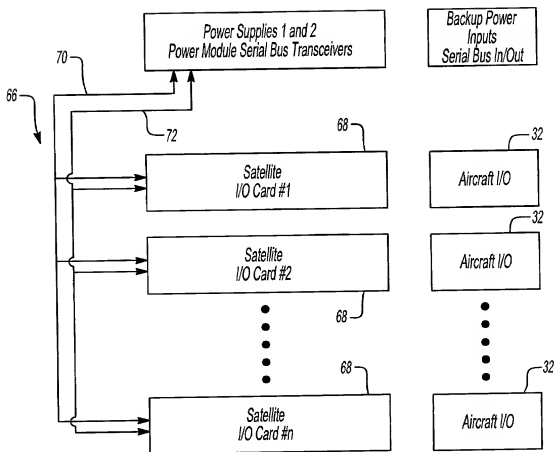 Power Supplies 1 and 2
Power Module Serial Bus Transceivers
Backup Power
Inputs
Serial Bus In/Out
70
66
72
68
32
Satellite
I/O Card #1
Aircraft I/O
32
Satellite
I/O Card #2
Aircraft I/O
68
68
32
Satellite
I/O Card #n
Aircraft I/O